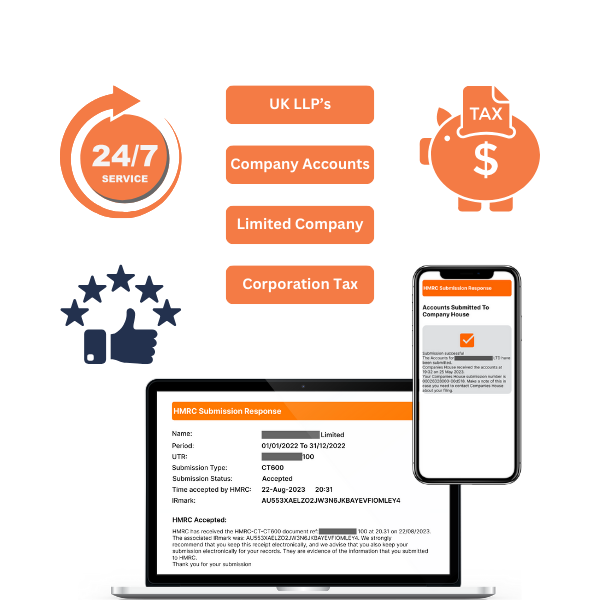 24/7
SERVICE
UK LLP's
Company Accounts
Limited Company
Corporation Tax
TAX
$
HMRC Submission Response
Accounts Submitted To
Company House
Submission successful
The Accounts for LTD have
been submitted.
Companies House received the accounts at
19:32 on 25 May 2023.
Your Companies House submission number is
Make a note of this in
case you need to contact Companies House
about your filing
HMRC Submission Response
Name: Limited
Period: 01/01/2022 To 31/12/2022
UTR: 100
Submission Type: CT600
Submission Status: Accepted
Time accepted by HMRC: 22-Aug-2023 20:31
IRmark: AU553XAELZO2JW3N6JKBAYEVFIOMLEY4
HMRC Accepted:
HMRC has received the HMRC-CT-CT600 document ref: 100 at 20:31 on 22/08/2023.
The associated IRmark was: AU553XAELZO2JW3N6JKBAYEVFIOMLEY4. We strongly
recommend that you keep this receipt electronically, and we advise that you also keep your
submission electronically for your records. They are evidence of the information that you submitted
to HMRC.
Thank you for your submission